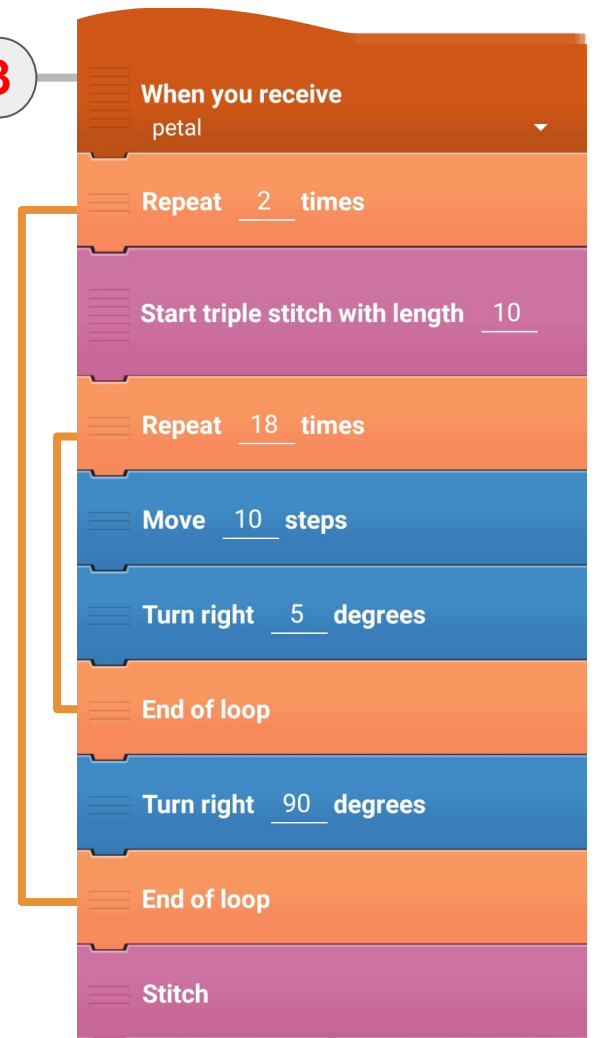 3
When you receive
petal
Repeat 2 times
Start triple stitch with length 10
Repeat 18 times
Move 10 steps
Turn right 5 degrees
End of loop
Turn right 90 degrees
End of loop
Stitch